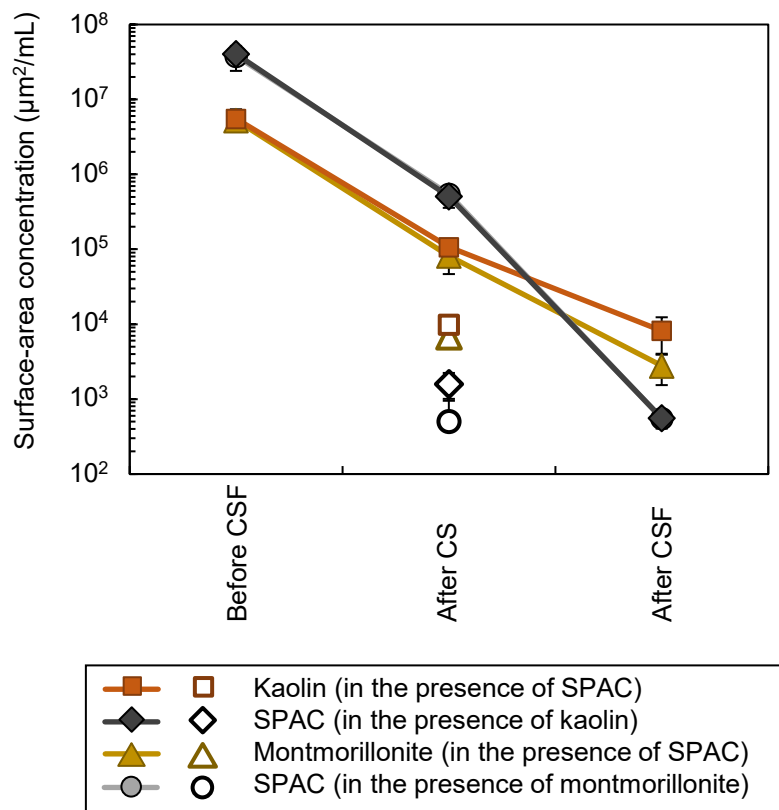 Surface-area concentration (µm²/mL)
10⁸
10⁷
10⁶
10⁵
10⁴
10³
10²
Before CSF
After CS
After CSF
Kaolin (in the presence of SPAC)
SPAC (in the presence of kaolin)
Montmorillonite (in the presence of SPAC)
SPAC (in the presence of montmorillonite)